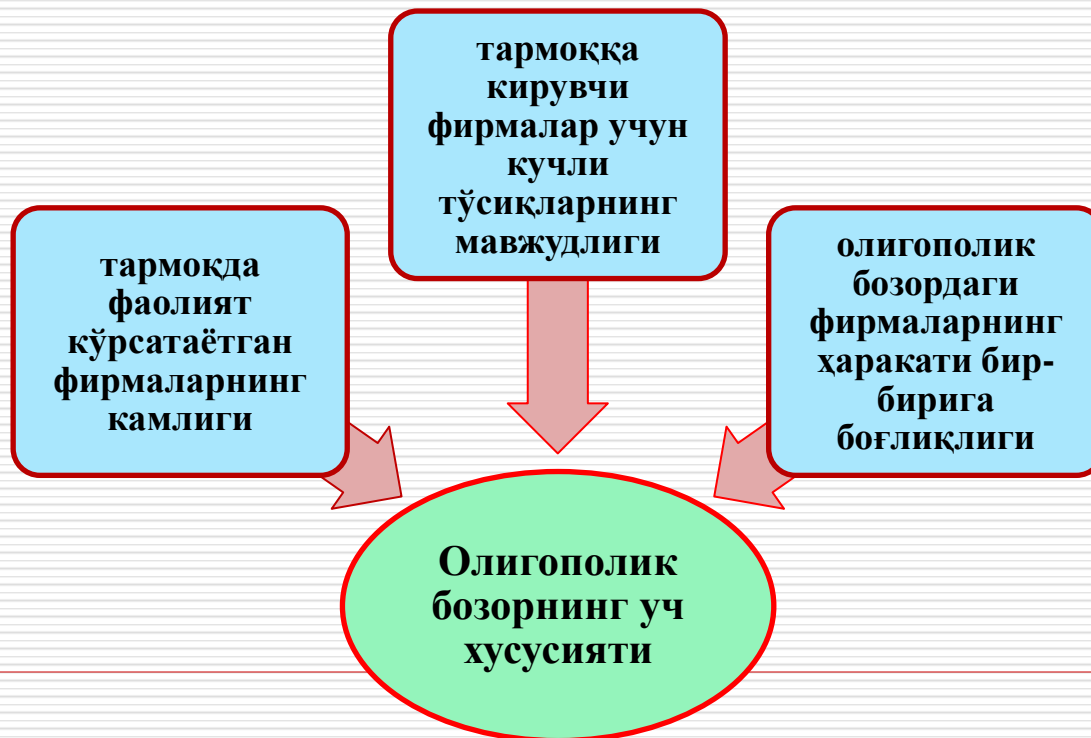 тармоқда
фаолият
кўрсатаётган
фирмаларнинг
камлиги
тармоққа
кирувчи
фирмалар учун
кучли
тўсиқларнинг
мавжудлиги
олигополик
бозордаги
фирмаларнинг
ҳаракати бир-
бирига
боғлиқлиги
Олигополик
бозорнинг уч
хусусияти